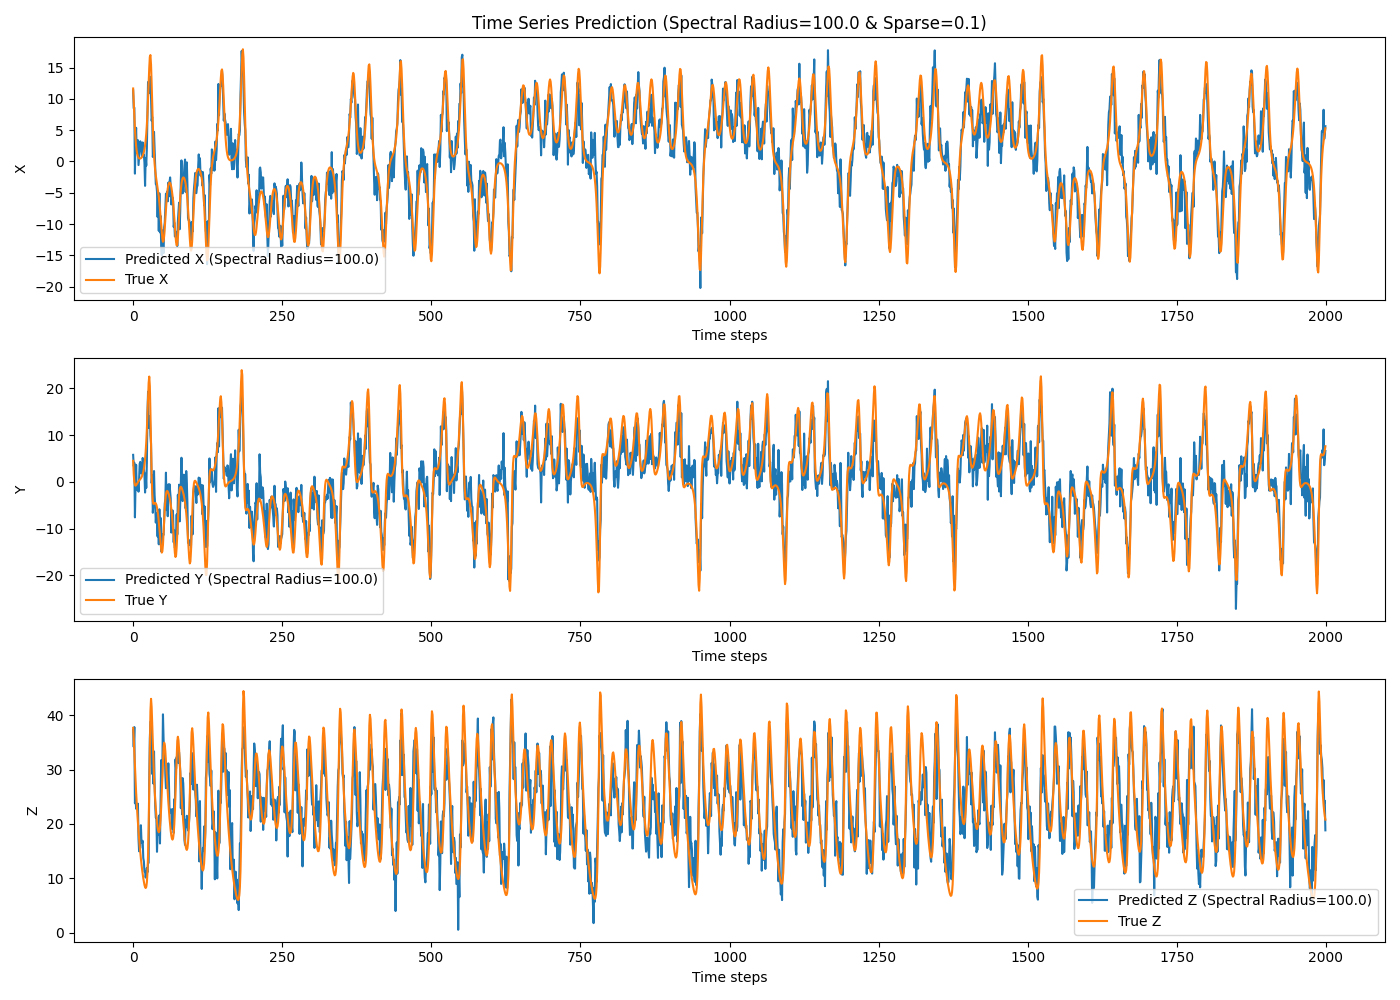 Time Series Prediction (Spectral Radius=100.0 & Sparse=0.1)
15
10
5
0
−5
−10
−15
−20
X
Predicted X (Spectral Radius=100.0)
True X
0 250 500 750 1000 1250 1500 1750 2000
Time steps
20
10
0
−10
−20
Y
Predicted Y (Spectral Radius=100.0)
True Y
0 250 500 750 1000 1250 1500 1750 2000
Time steps
40
30
20
10
0
Z
Predicted Z (Spectral Radius=100.0)
True Z
0 250 500 750 1000 1250 1500 1750 2000
Time steps